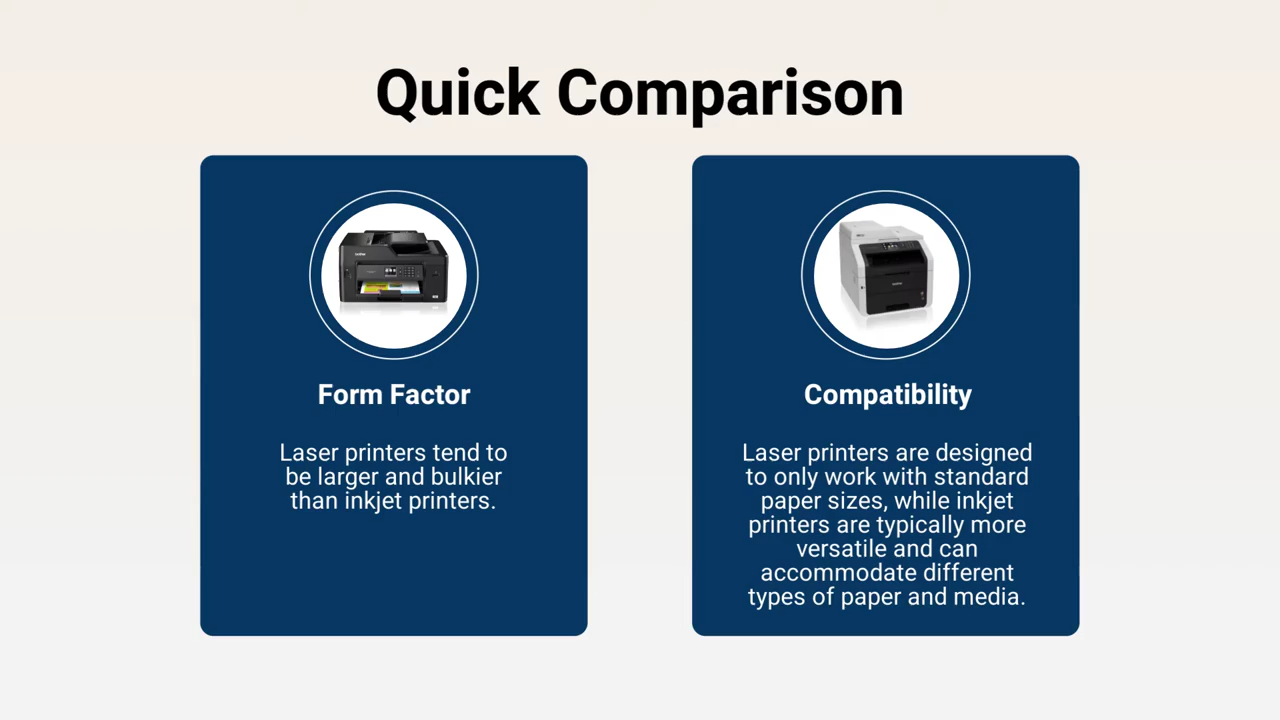 Quick Comparison
Form Factor
Laser printers tend to
be larger and bulkier
than inkjet printers.
Compatibility
Laser printers are designed
to only work with standard
paper sizes, while inkjet
printers are typically more
versatile and can
accommodate different
types of paper and media.